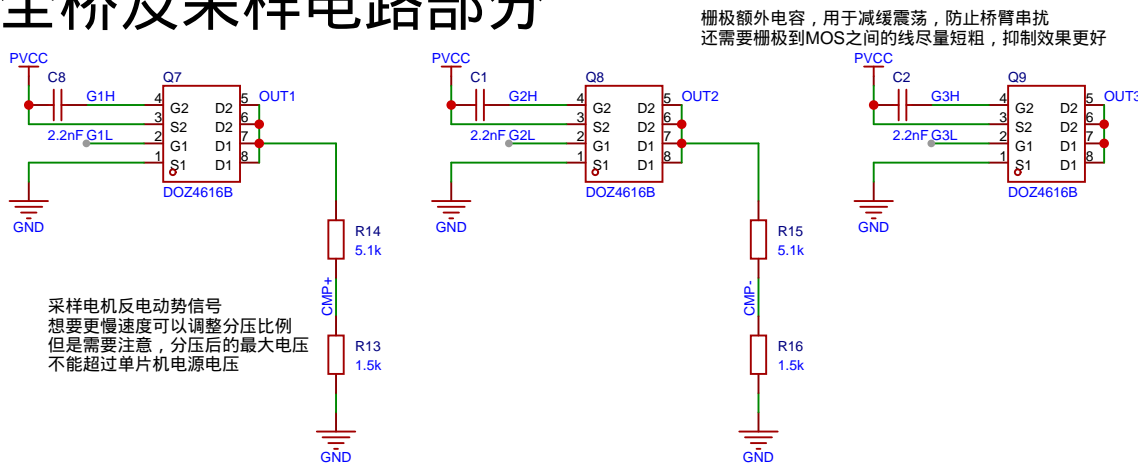 全桥及采样电路部分
栅极额外电容，用于减缓震荡，防止桥臂串扰
还需要栅极到MOS之间的线尽量短粗，抑制效果更好
PVCC
C8
G1H
2.2nF
G1L
Q7
4 G2 D2 5
3 S2 D2 6
2 G1 D1 7
1 S1 D1 8
DOZ4616B
OUT1
GND
R14
5.1k
CMP+
R13
1.5k
GND
PVCC
C1
G2H
2.2nF
G2L
Q8
4 G2 D2 5
3 S2 D2 6
2 G1 D1 7
1 S1 D1 8
DOZ4616B
OUT2
GND
R15
5.1k
CMP-
R16
1.5k
GND
PVCC
C2
G3H
2.2nF
G3L
Q9
4 G2 D2 5
3 S2 D2 6
2 G1 D1 7
1 S1 D1 8
DOZ4616B
OUT3
GND
采样电机反电动势信号
想要更慢速度可以调整分压比例
但是需要注意，分压后的最大电压
不能超过单片机电源电压